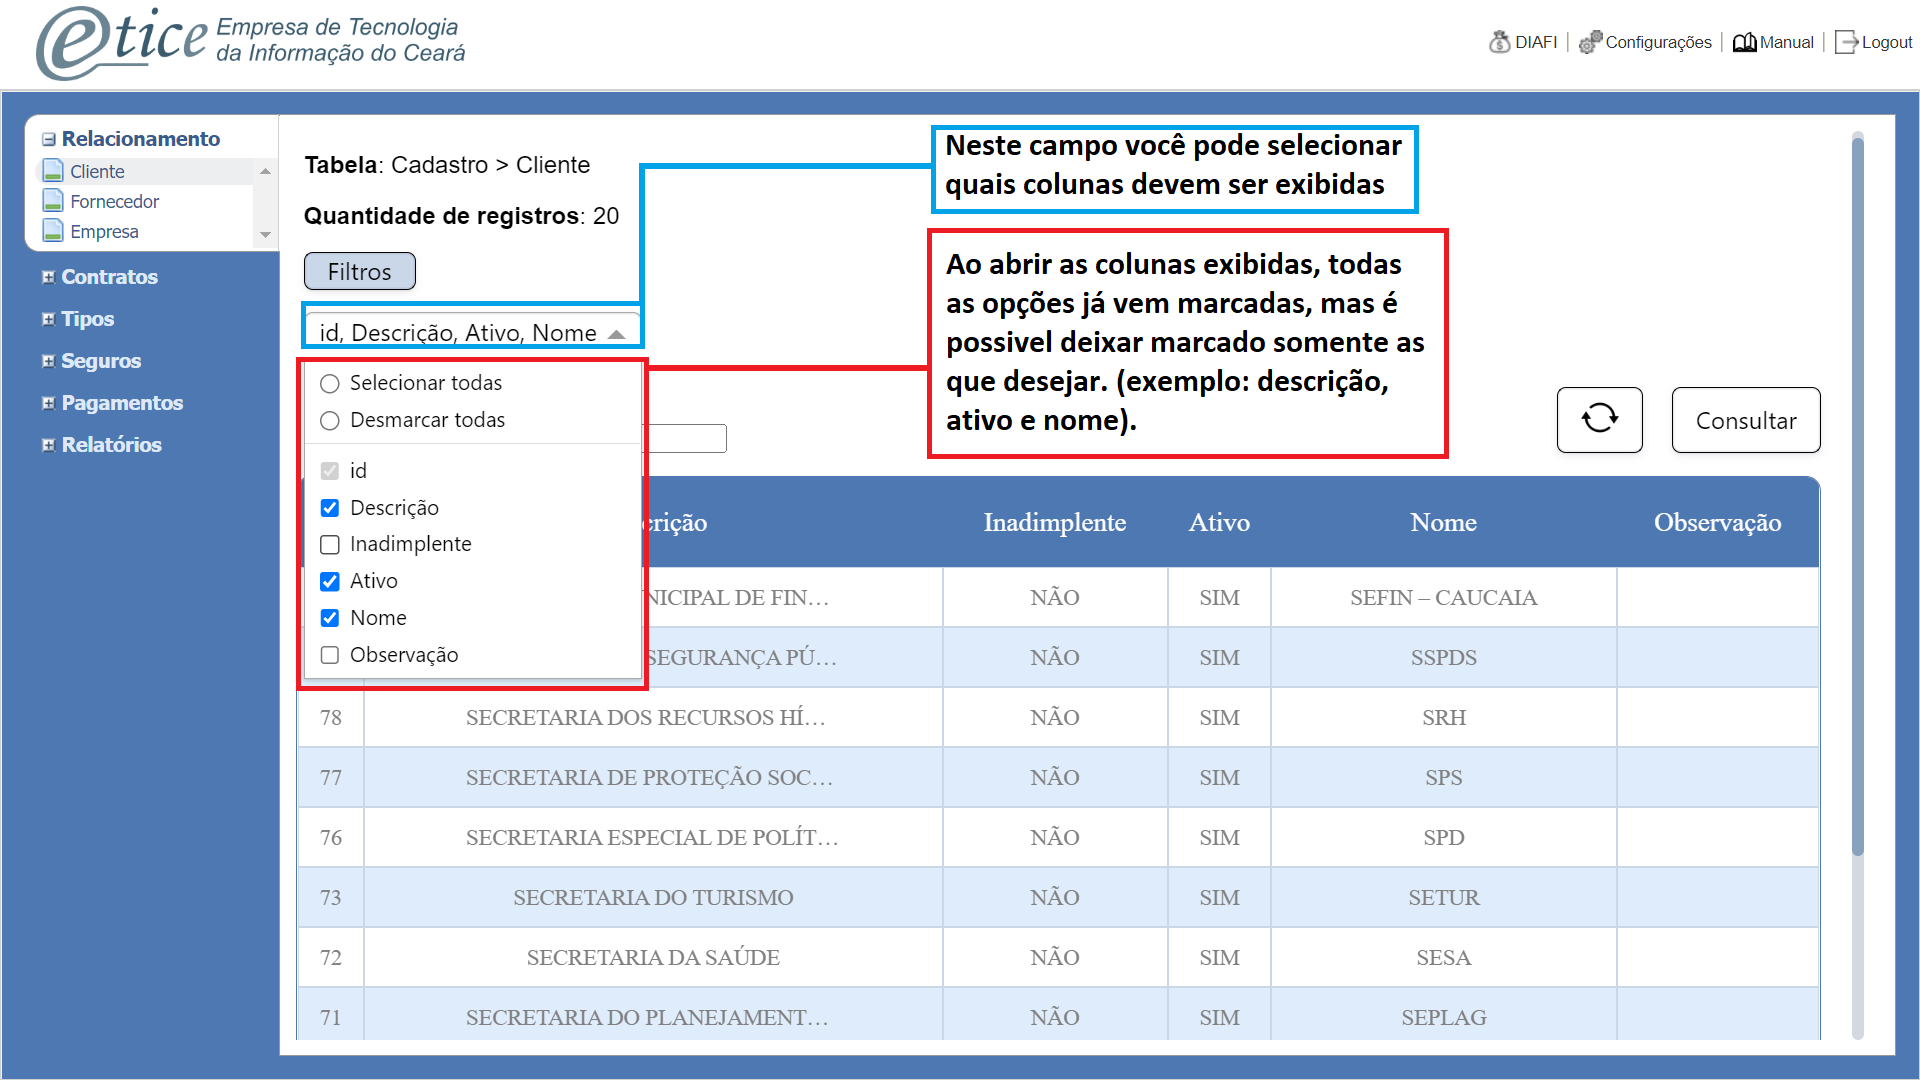 etice Empresa de Tecnologia
da Informação do Ceará
DIAFI
Configurações
Manual
Logout
Relacionamento
Cliente
Fornecedor
Empresa
Contratos
Tipos
Seguros
Pagamentos
Relatórios
Tabela: Cadastro > Cliente
Quantidade de registros: 20
Filtros
id, Descrição, Ativo, Nome
Neste campo você pode selecionar
quais colunas devem ser exibidas
Ao abrir as colunas exibidas, todas
as opções já vem marcadas, mas é
possivel deixar marcado somente as
que desejar. (exemplo: descrição,
ativo e nome).
Selecionar todas
Desmarcar todas
id
Descrição
Inadimplente
Ativo
Nome
Observação
Consultar
crição Inadimplente Ativo Nome Observação
NICIPAL DE FIN… NÃO SIM SEFIN – CAUCAIA
SEGURANÇA PÚ… NÃO SIM SSPDS
78 SECRETARIA DOS RECURSOS HÍ… NÃO SIM SRH
77 SECRETARIA DE PROTEÇÃO SOC… NÃO SIM SPS
76 SECRETARIA ESPECIAL DE POLÍT… NÃO SIM SPD
73 SECRETARIA DO TURISMO NÃO SIM SETUR
72 SECRETARIA DA SAÚDE NÃO SIM SESA
71 SECRETARIA DO PLANEJAMENT… NÃO SIM SEPLAG